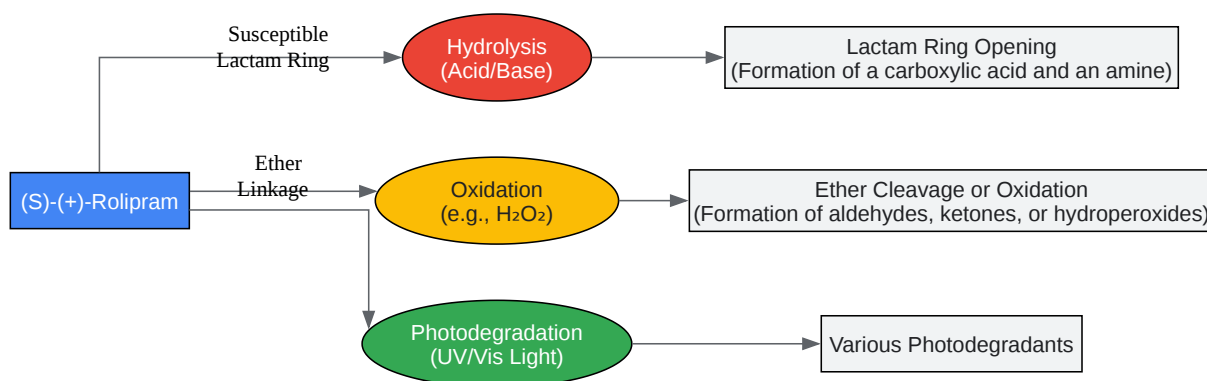 Susceptible
Lactam Ring
Hydrolysis
(Acid/Base)
Lactam Ring Opening
(Formation of a carboxylic acid and an amine)
(S)-(+)-Rolipram
Ether
Linkage
Oxidation
(e.g., H₂O₂)
Ether Cleavage or Oxidation
(Formation of aldehydes, ketones, or hydroperoxides)
Photodegradation
(UV/Vis Light)
Various Photodegradants